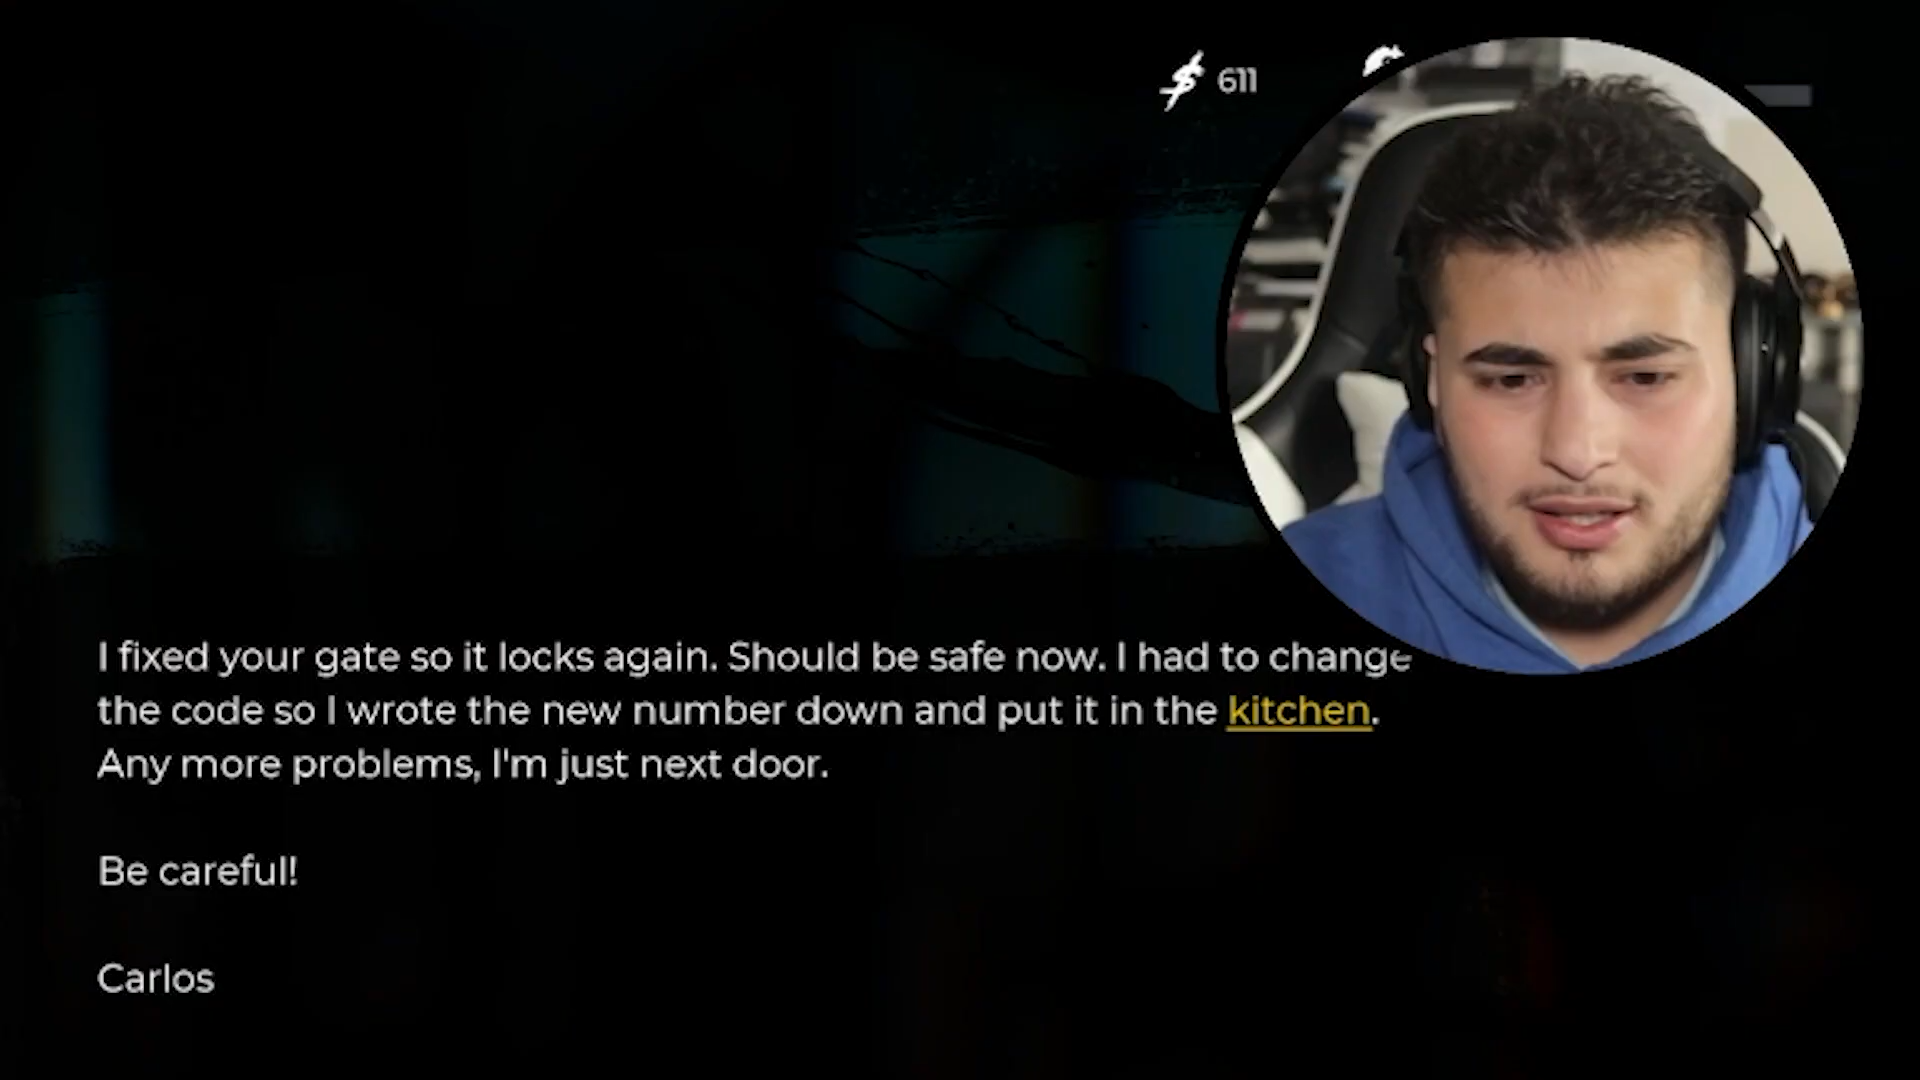 611
I fixed your gate so it locks again. Should be safe now. I had to change
the code so I wrote the new number down and put it in the kitchen.
Any more problems, I'm just next door.
Be careful!
Carlos